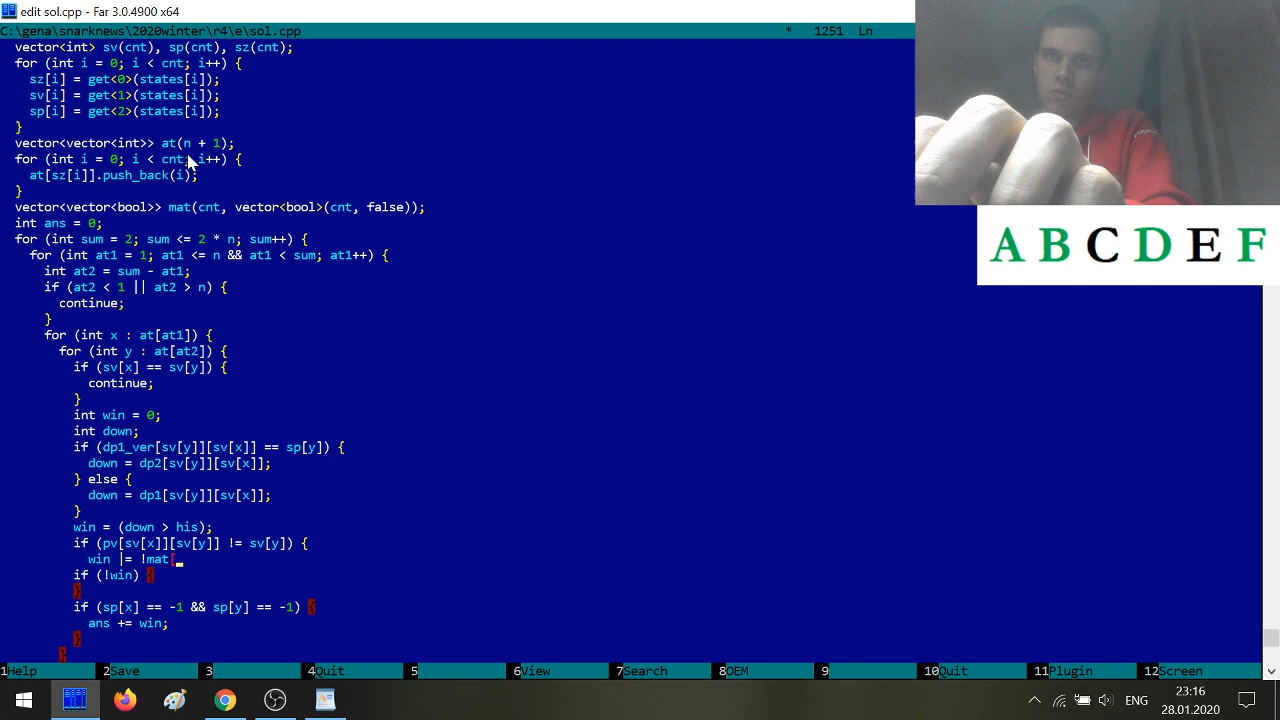 edit sol.cpp - Far 3.0.4900 x64
C:\gena\snarknews\2020winter\r4\e\sol.cpp * 1251 Ln
vector<int> sv(cnt), sp(cnt), sz(cnt);
for (int i = 0; i < cnt; i++) {
sz[i] = get<0>(states[i]);
sv[i] = get<1>(states[i]);
sp[i] = get<2>(states[i]);
}
vector<vector<int>> at(n + 1);
for (int i = 0; i < cnt; i++) {
at[sz[i]].push_back(i);
}
vector<vector<bool>> mat(cnt, vector<bool>(cnt, false));
int ans = 0;
for (int sum = 2; sum <= 2 * n; sum++) {
for (int at1 = 1; at1 <= n && at1 < sum; at1++) {
int at2 = sum - at1;
if (at2 < 1 || at2 > n) {
continue;
}
for (int x : at[at1]) {
for (int y : at[at2]) {
if (sv[x] == sv[y]) {
continue;
}
int win = 0;
int down;
if (dp1_ver[sv[y]][sv[x]] == sp[y]) {
down = dp2[sv[y]][sv[x]];
} else {
down = dp1[sv[y]][sv[x]];
}
win = (down > his);
if (pv[sv[x]][sv[y]] != sv[y]) {
win |= !mat[
if (!win) {
}
if (sp[x] == -1 && sp[y] == -1) {
ans += win;
}
}
A B C D E F
1Help 2Save 3 4Quit 5 6View 7Search 8OEM 9 10Quit 11Plugin 12Screen
ENG
23:16
28.01.2020